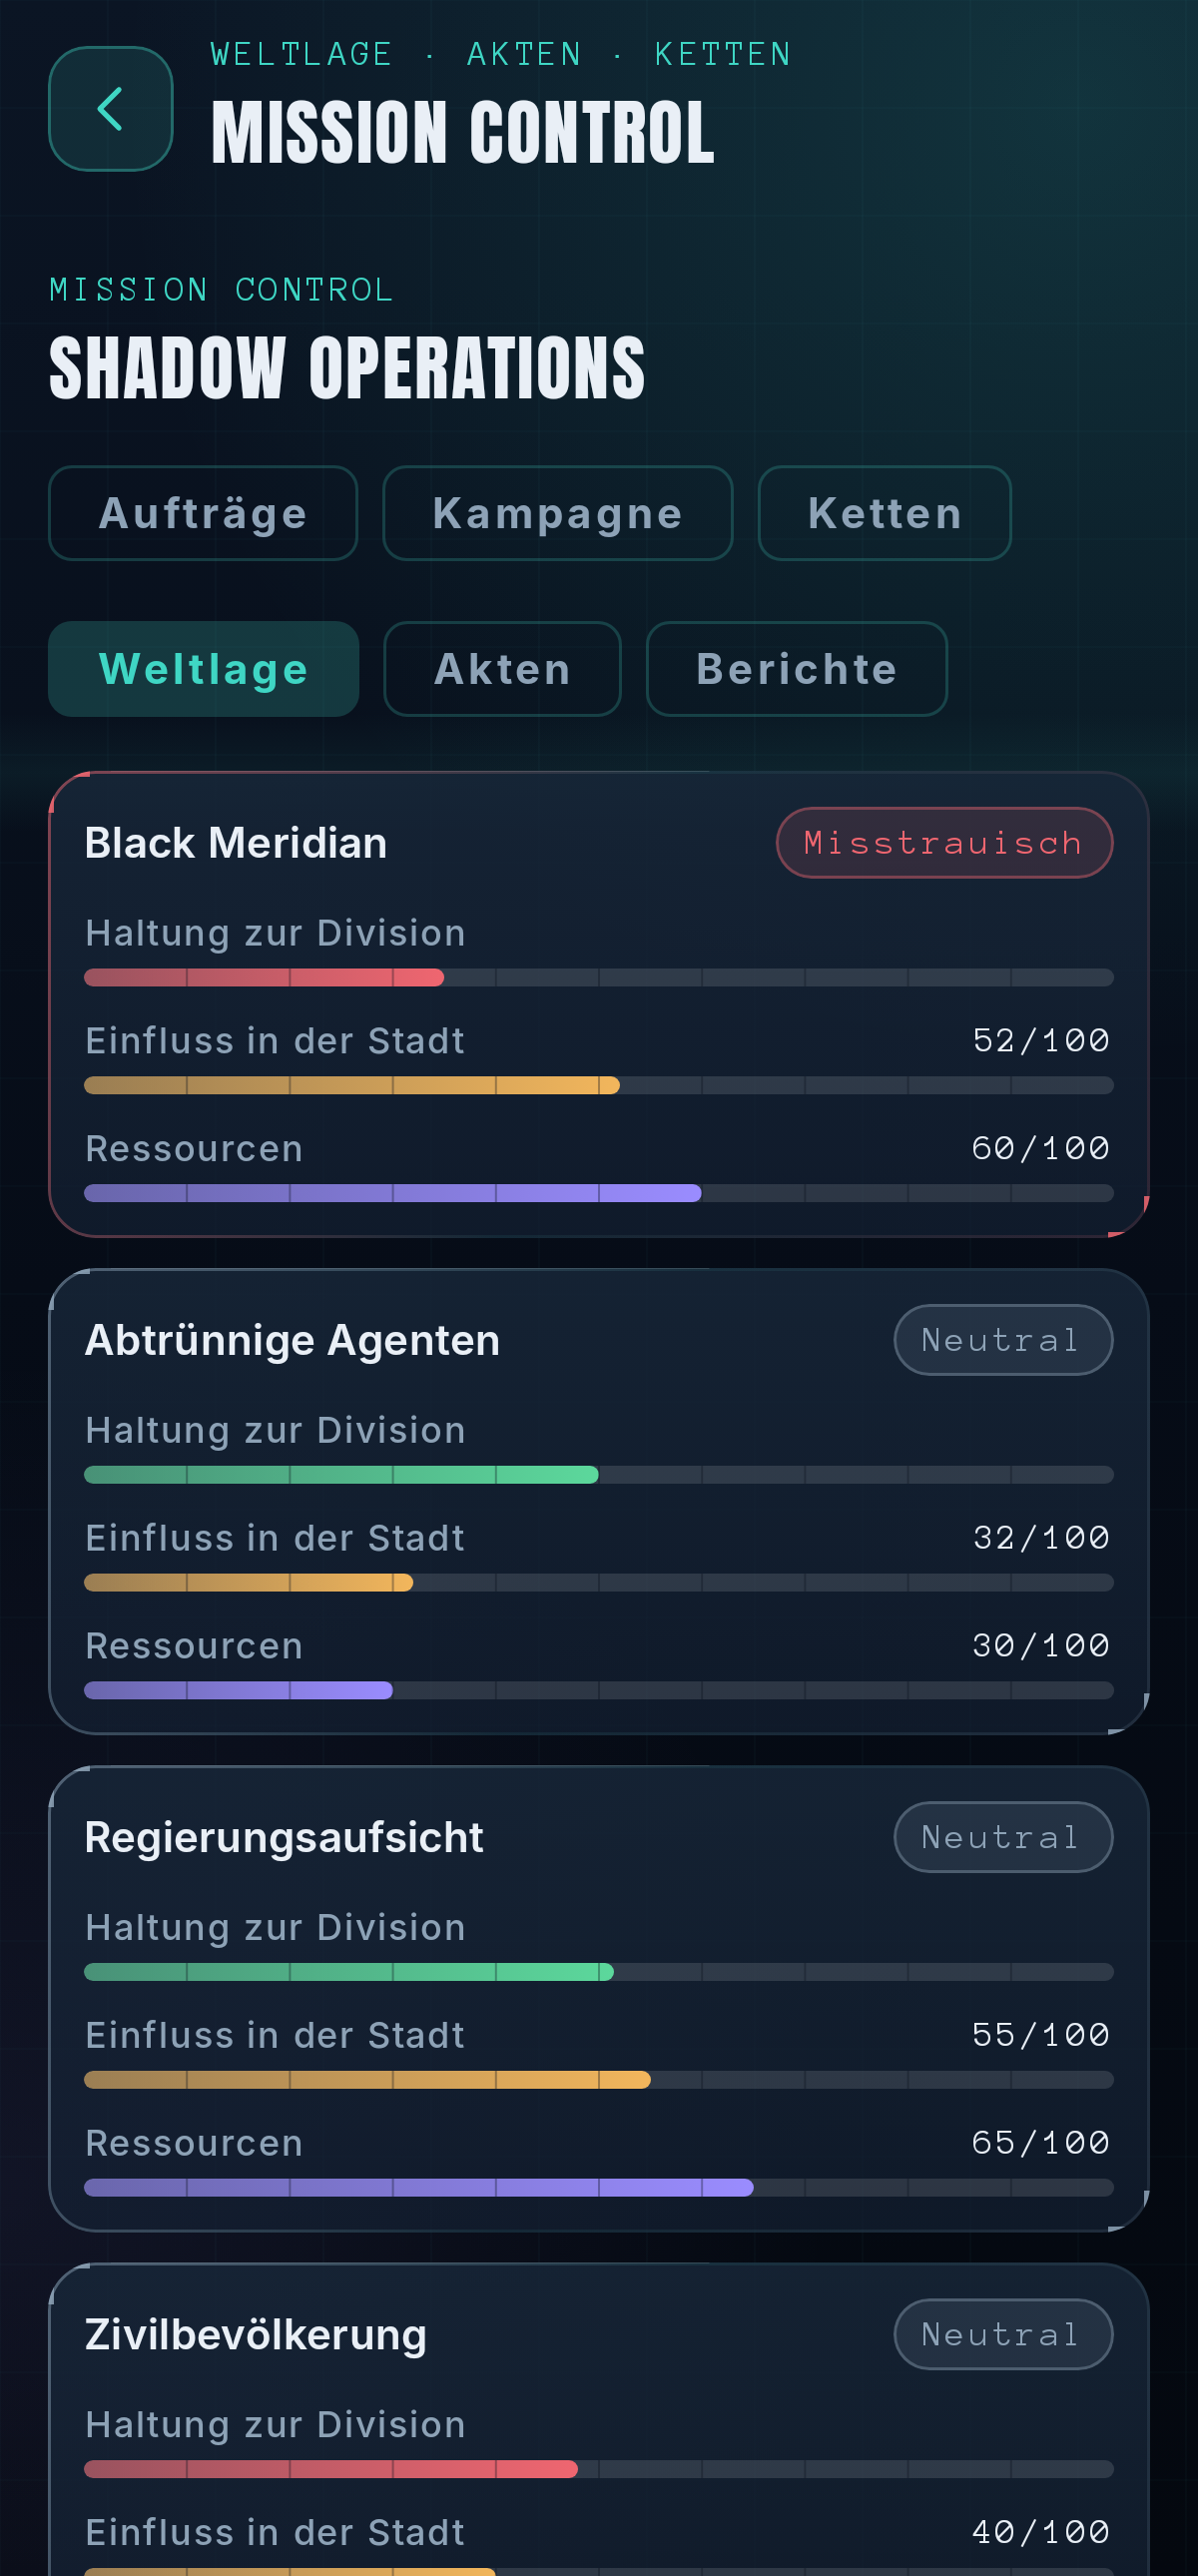 WELTLAGE · AKTEN · KETTEN
MISSION CONTROL
MISSION CONTROL
SHADOW OPERATIONS
Aufträge Kampagne Ketten
Weltlage Akten Berichte
Black Meridian Misstrauisch
Haltung zur Division
Einfluss in der Stadt 52/100
Ressourcen 60/100
Abtrünnige Agenten Neutral
Haltung zur Division
Einfluss in der Stadt 32/100
Ressourcen 30/100
Regierungsaufsicht Neutral
Haltung zur Division
Einfluss in der Stadt 55/100
Ressourcen 65/100
Zivilbevölkerung Neutral
Haltung zur Division
Einfluss in der Stadt 40/100